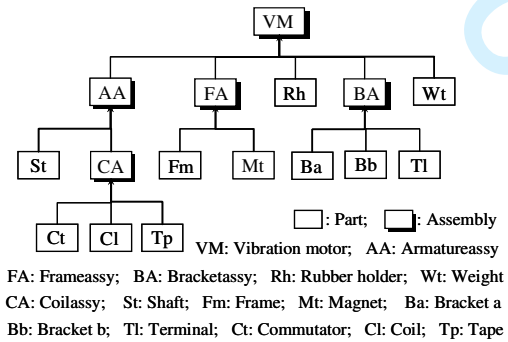 VM
AA FA Rh BA Wt
St CA Fm Mt Ba Bb Tl
Ct Cl Tp
: Part; : Assembly
VM: Vibration motor; AA: Armatureassy
FA: Frameassy; BA: Bracketassy; Rh: Rubber holder; Wt: Weight
CA: Coilassy; St: Shaft; Fm: Frame; Mt: Magnet; Ba: Bracket a
Bb: Bracket b; Tl: Terminal; Ct: Commutator; Cl: Coil; Tp: Tape